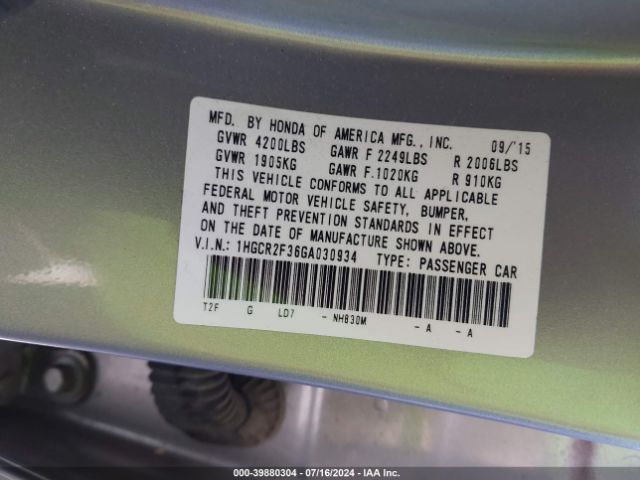 MFD. BY HONDA OF AMERICA MFG., INC. 09/'15
GVWR 4200LBS GAWR F 2249LBS R 2006LBS
GVWR 1905KG GAWR F.1020KG R 910KG
THIS VEHICLE CONFORMS TO ALL APPLICABLE
FEDERAL MOTOR VEHICLE SAFETY, BUMPER,
AND THEFT PREVENTION STANDARDS IN EFFECT
ON THE DATE OF MANUFACTURE SHOWN ABOVE.
V.I.N.: 1HGCR2F36GA030934 TYPE: PASSENGER CAR
T2F G LD7 - NH830M - A - A
000-39880304 | 07/16/2024 - IAA Inc.